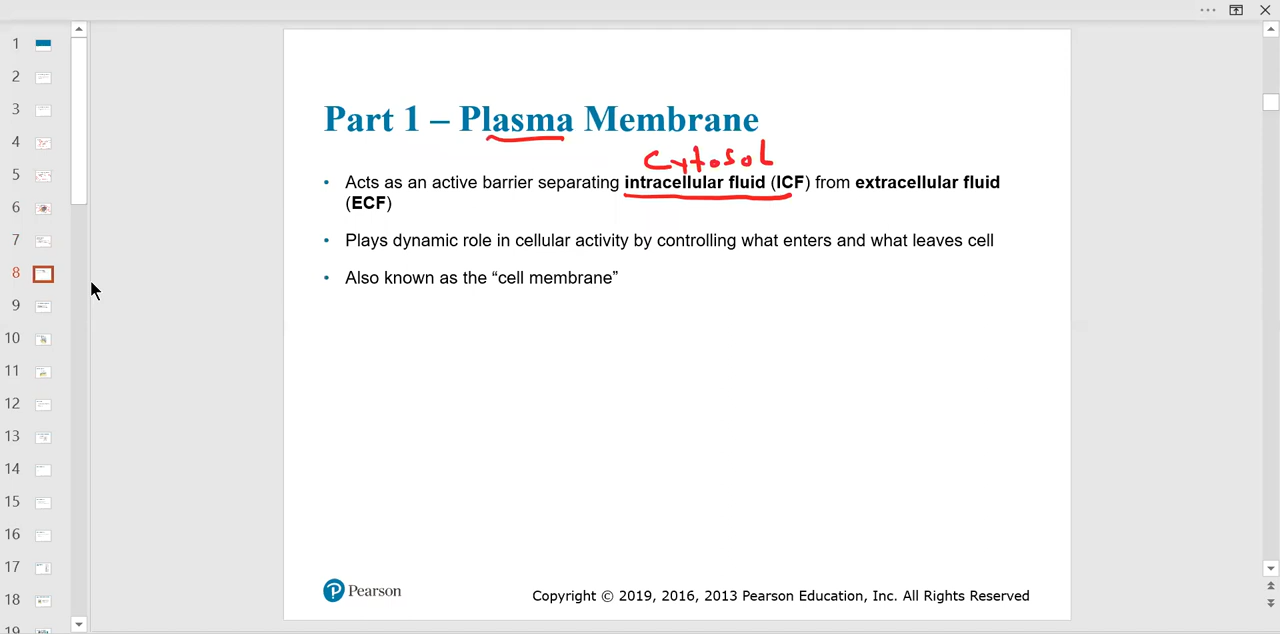 1
2
3
4
5
6
7
8
9
10
11
12
13
14
15
16
17
18
19
Part 1 – Plasma Membrane
Cytosol
• Acts as an active barrier separating intracellular fluid (ICF) from extracellular fluid
(ECF)
• Plays dynamic role in cellular activity by controlling what enters and what leaves cell
• Also known as the “cell membrane”
P Pearson
Copyright © 2019, 2016, 2013 Pearson Education, Inc. All Rights Reserved